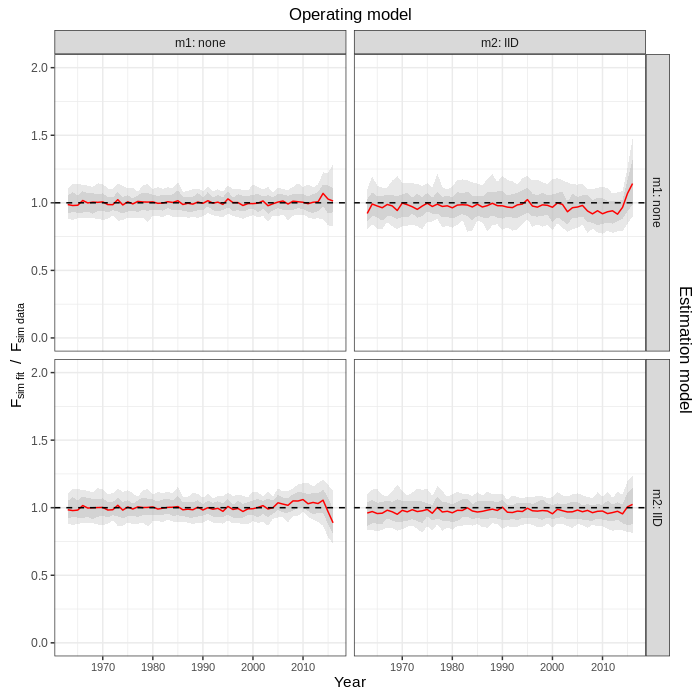 Operating model
m1: none
m2: IID
2.0
1.5
1.0
0.5
0.0
m1: none
2.0
1.5
1.0
0.5
0.0
m2: IID
F sim fit / F sim data
Estimation model
1970 1980 1990 2000 2010
1970 1980 1990 2000 2010
Year